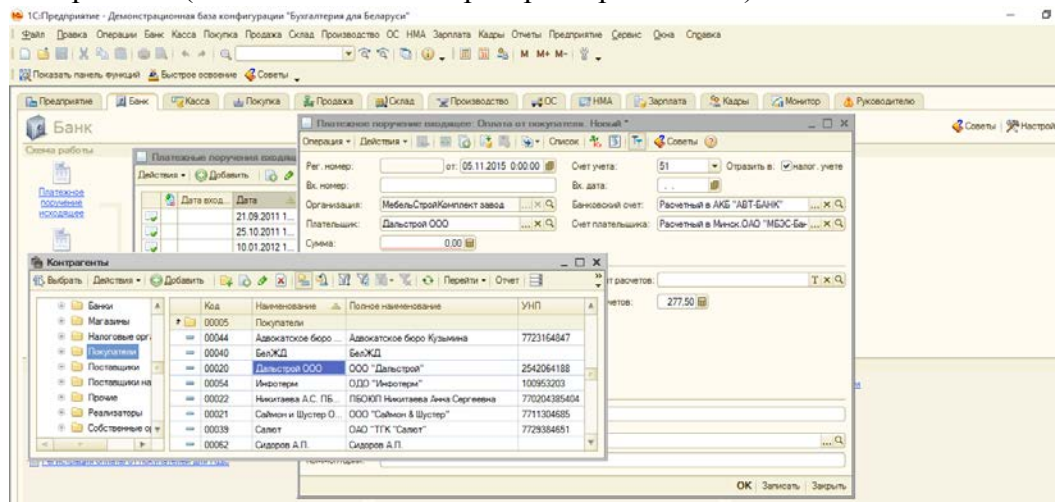 1С:Предприятие - Демонстрационная база конфигурации "Бухгалтерия для Беларуси"
Файл Правка Операции Банк Касса Покупка Продажа Склад Производство ОС НМА Зарплата Кадры Отчеты Предприятие Сервис Окна Справка
M M+ M-
Показать панель функций Быстрое освоение Советы
Предприятие Банк Касса Покупка Продажа Склад Производство ОС НМА Зарплата Кадры Монитор Руководителю
Банк
Советы Настрой
Схема работы
Платежное поручение исходящее
Платежные поручения входящ
Действия Добавить
Дата вход... Дата
21.09.2011 1...
25.10.2011 1...
10.01.2012 1...
Платежное поручение входящее: Оплата от покупателя. Новый *
Операция Действия Список Советы
Рег. номер: от: 05.11.2015 0:00:00 Счет учета: 51 Отразить в: налог. учете
Вх. номер: Вх. дата: . .
Организация: МебельСтройКомплект завод Банковский счет: Расчетный в АКБ "АВТ-БАНК"
Плательщик: Дальстрой ООО Счет плательщика: Расчетный в Минск.ОАО "МБЭС-Бан
Сумма: 0,00
т расчетов:
четов: 277,50
OK Записать Закрыть
Контрагенты
Выбрать Действия Добавить Перейти Отчет
Банки
Магазины
Налоговые орг
Покупатели
Поставщики
Поставщики на
Прочие
Реализаторы
Собственные о
Код Наименование Полное наименование УНП
00005 Покупатели
00044 Адвокатское бюро ... Адвокатское бюро Кузьмина 7723164847
00040 БелЖД БелЖД
00020 Дальстрой ООО ООО "Дальстрой" 2542064188
00054 Инфотерм ОДО "Инфотерм" 100953203
00022 Никитаева А.С. ПБ... ПБОЮЛ Никитаева Анна Сергеевна 770204385404
00021 Саймон и Шустер О... ООО "Саймон & Шустер" 7711304685
00039 Салют ОАО "ТГК "Салют" 7729384651
00062 Сидоров А.П. Сидоров А.П.